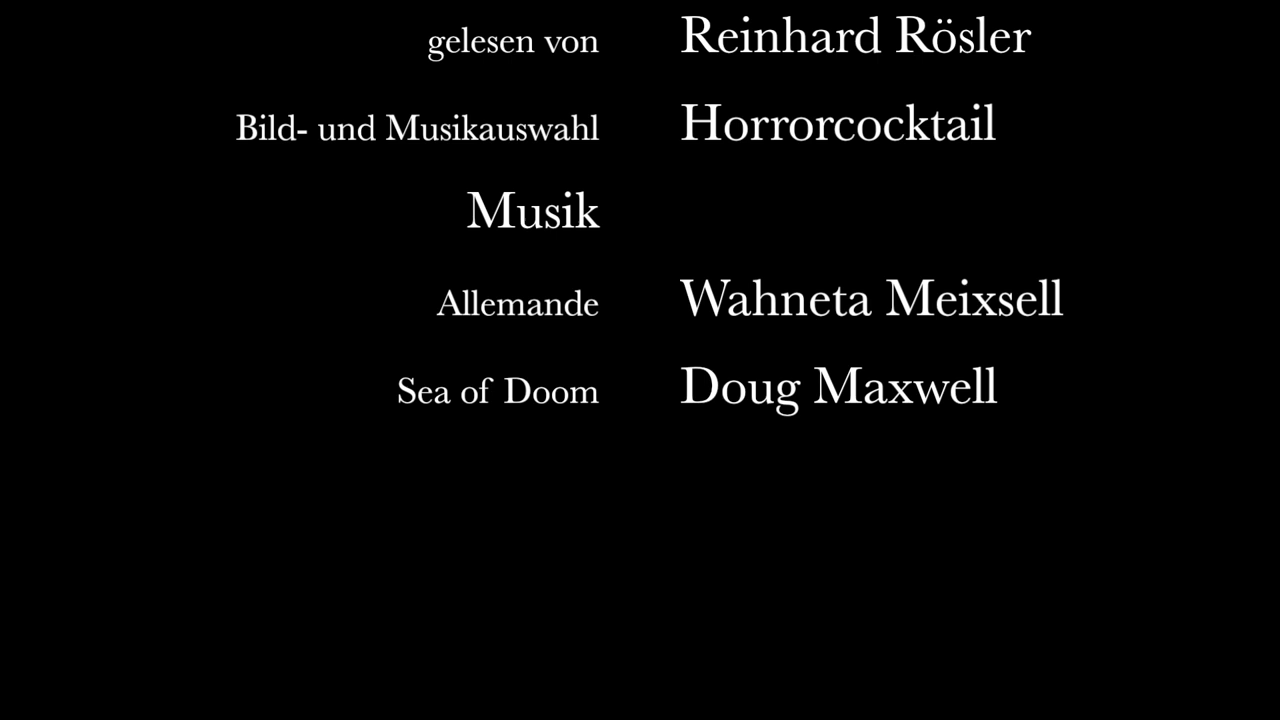 gelesen von Reinhard Rösler
Bild- und Musikauswahl Horrorcocktail
Musik
Allemande Wahneta Meixsell
Sea of Doom Doug Maxwell